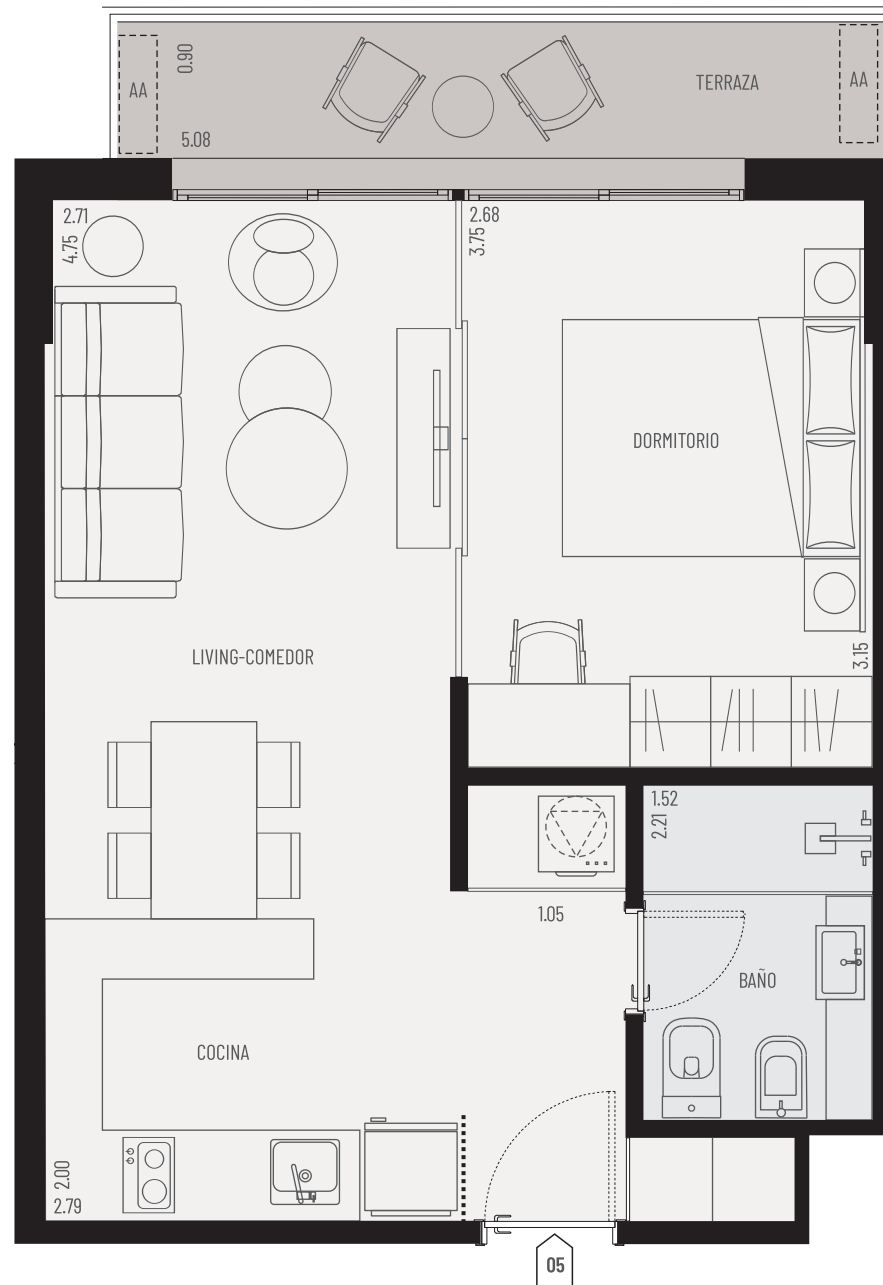 0.90
AA
TERRAZA
AA
5.08
2.71
4.75
2.68
3.75
DORMITORIO
LIVING-COMEDOR
3.15
1.52
2.21
1.05
BAÑO
COCINA
2.00
2.79
05